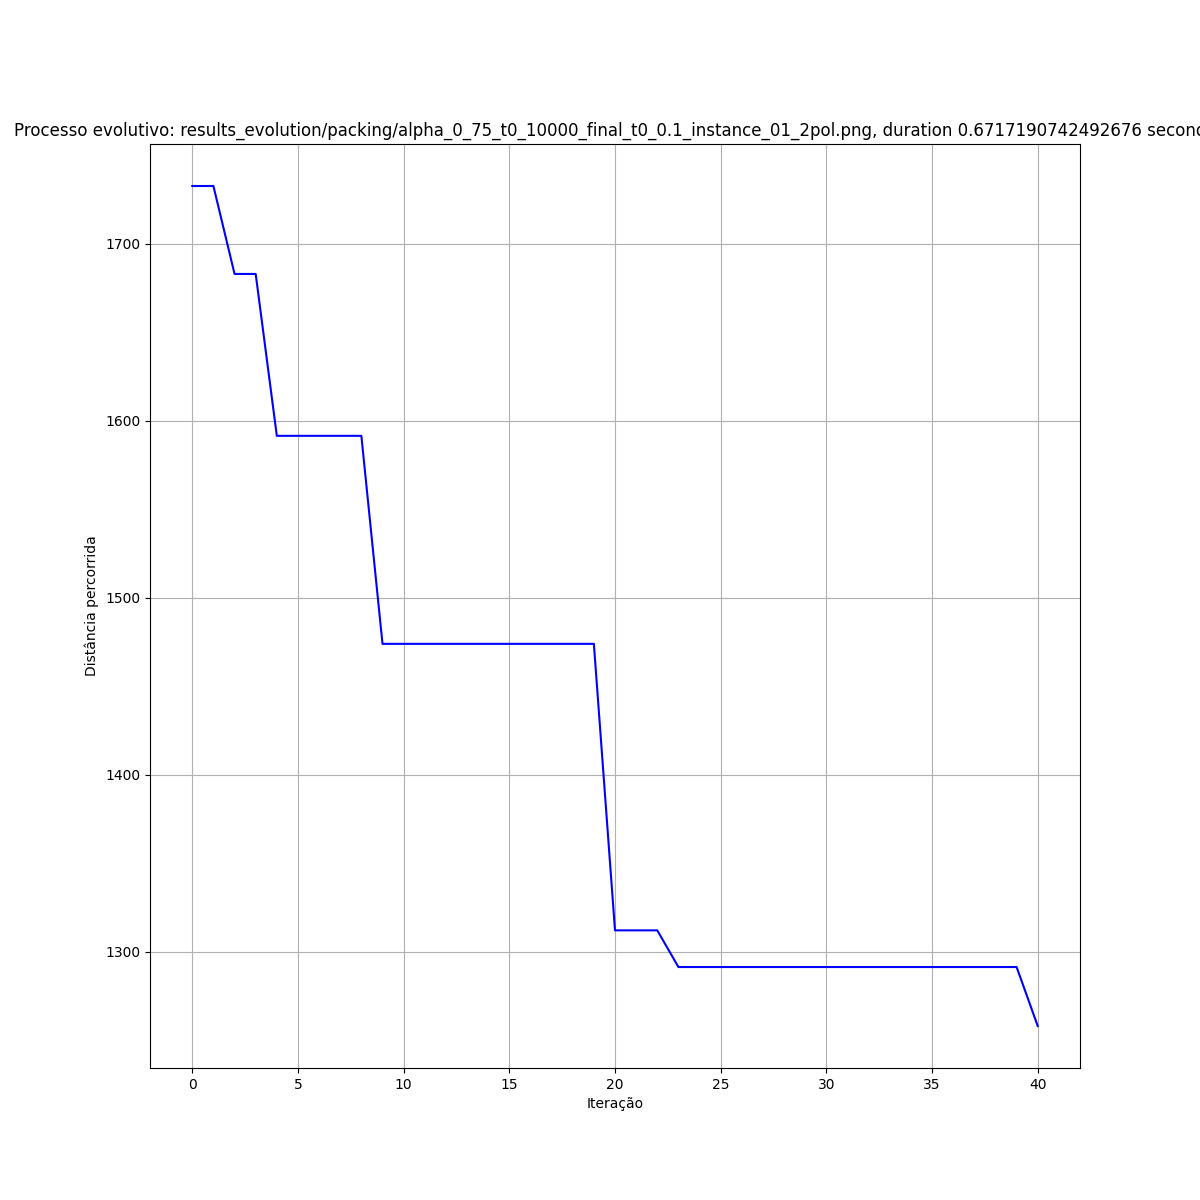 Processo evolutivo: results_evolution/packing/alpha_0_75_t0_10000_final_t0_0.1_instance_01_2pol.png, duration 0.6717190742492676 secon
1700
1600
1500
1400
1300
Distância percorrida
0 5 10 15 20 25 30 35 40
Iteração